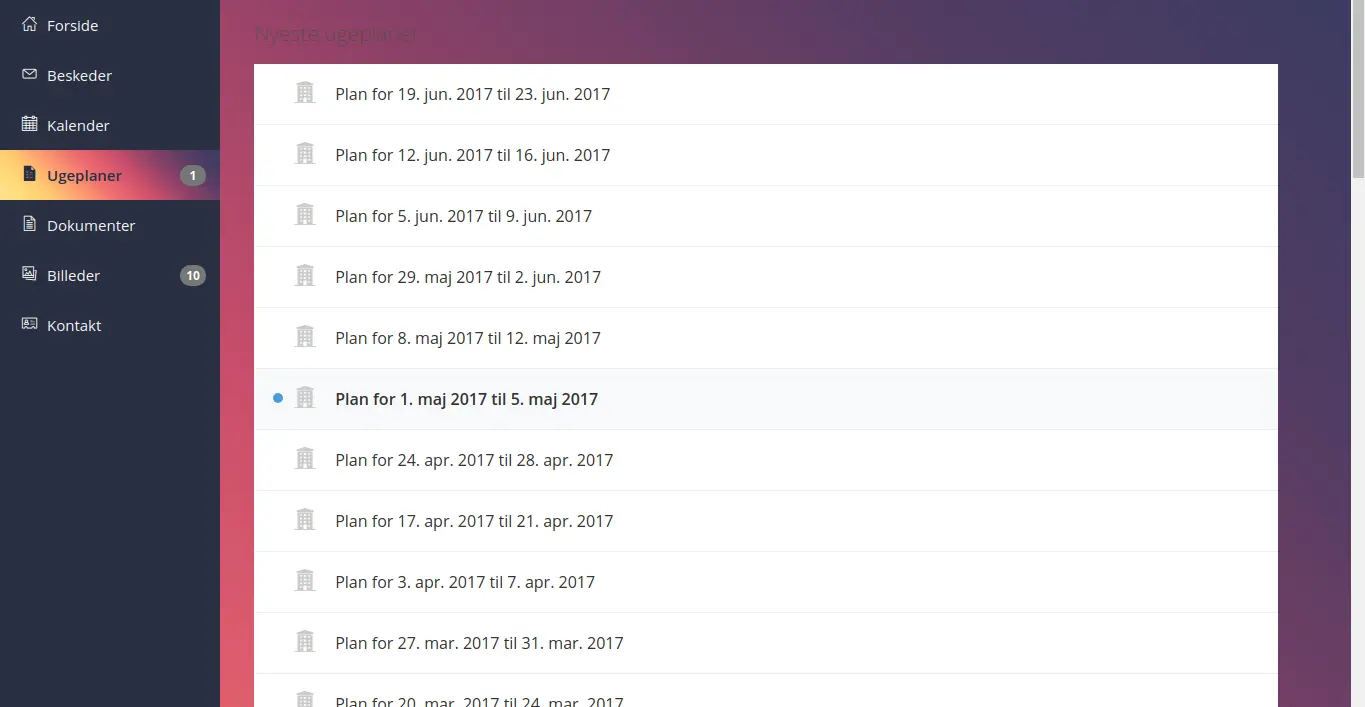 Forside
Beskeder
Kalender
Ugeplaner 1
Dokumenter
Billeder 10
Kontakt
Nyeste ugeplaner
Plan for 19. jun. 2017 til 23. jun. 2017
Plan for 12. jun. 2017 til 16. jun. 2017
Plan for 5. jun. 2017 til 9. jun. 2017
Plan for 29. maj 2017 til 2. jun. 2017
Plan for 8. maj 2017 til 12. maj 2017
Plan for 1. maj 2017 til 5. maj 2017
Plan for 24. apr. 2017 til 28. apr. 2017
Plan for 17. apr. 2017 til 21. apr. 2017
Plan for 3. apr. 2017 til 7. apr. 2017
Plan for 27. mar. 2017 til 31. mar. 2017
Plan for 20. mar. 2017 til 24. mar. 2017